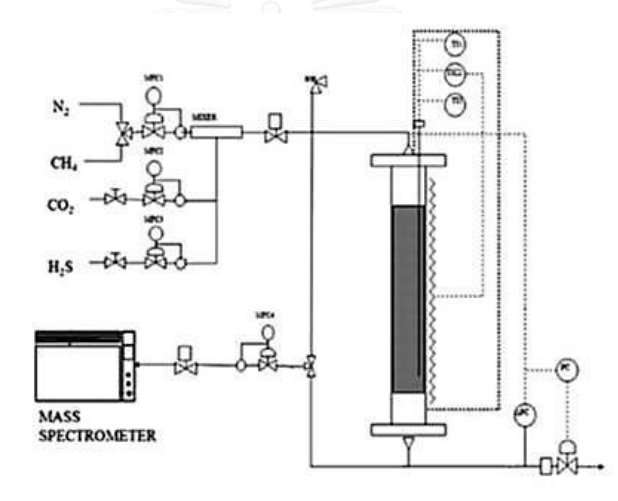 MFC1
N₂
MIXER
MFC2
CH₄
CO₂
MFC3
H₂S
MFC4
PC
MASS
SPECTROMETER